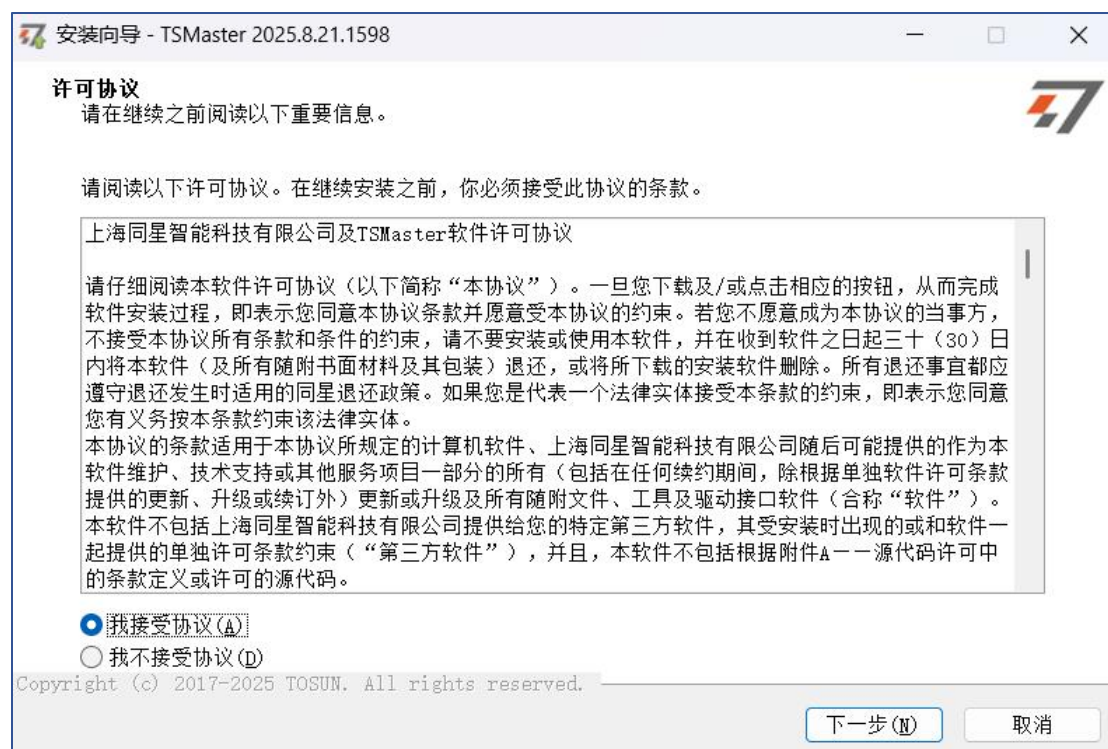 安装向导 - TSMaster 2025.8.21.1598
许可协议
请在继续之前阅读以下重要信息。
请阅读以下许可协议。在继续安装之前，你必须接受此协议的条款。
上海同星智能科技有限公司及TSMaster软件许可协议
请仔细阅读本软件许可协议（以下简称“本协议”）。一旦您下载及/或点击相应的按钮，从而完成
软件安装过程，即表示您同意本协议条款并愿意受本协议的约束。若您不愿意成为本协议的当事方，
不接受本协议所有条款和条件的约束，请不要安装或使用本软件，并在收到软件之日起三十（30）日
内将本软件（及所有随附书面材料及其包装）退还，或将所下载的安装软件删除。所有退还事宜都应
遵守退还发生时适用的同星退还政策。如果您是代表一个法律实体接受本条款的约束，即表示您同意
您有义务按本条款约束该法律实体。
本协议的条款适用于本协议所规定的计算机软件、上海同星智能科技有限公司随后可能提供的作为本
软件维护、技术支持或其他服务项目一部分的所有（包括在任何续约期间，除根据单独软件许可条款
提供的更新、升级或续订外）更新或升级及所有随附文件、工具及驱动接口软件（合称“软件”）。
本软件不包括上海同星智能科技有限公司提供给您的特定第三方软件，其受安装时出现的或和软件一
起提供的单独许可条款约束（“第三方软件”），并且，本软件不包括根据附件A——源代码许可中
的条款定义或许可的源代码。
我接受协议(A)
我不接受协议(D)
Copyright (c) 2017-2025 TOSUN. All rights reserved.
下一步(N)
取消